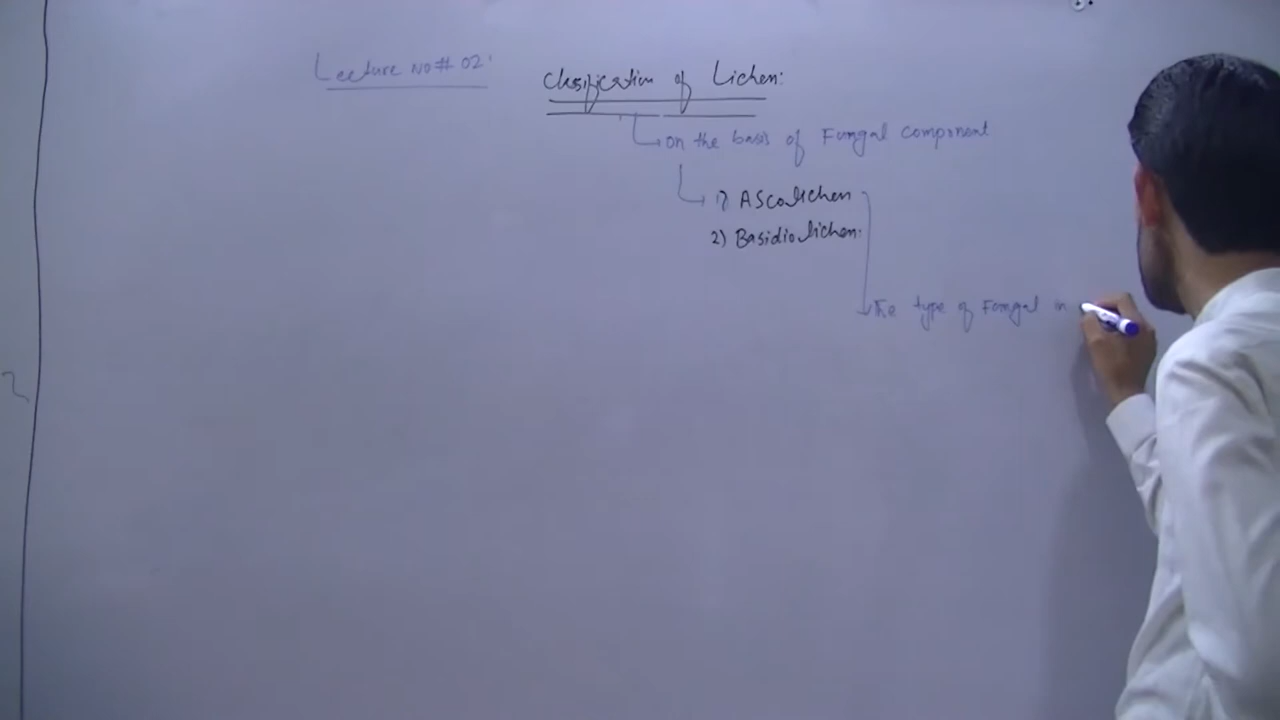 Lecture No# 02:
Classification of Lichen:
on the basis of Fungal component
1) Ascolichen
2) Basidiolichen:
The type of Fungal in